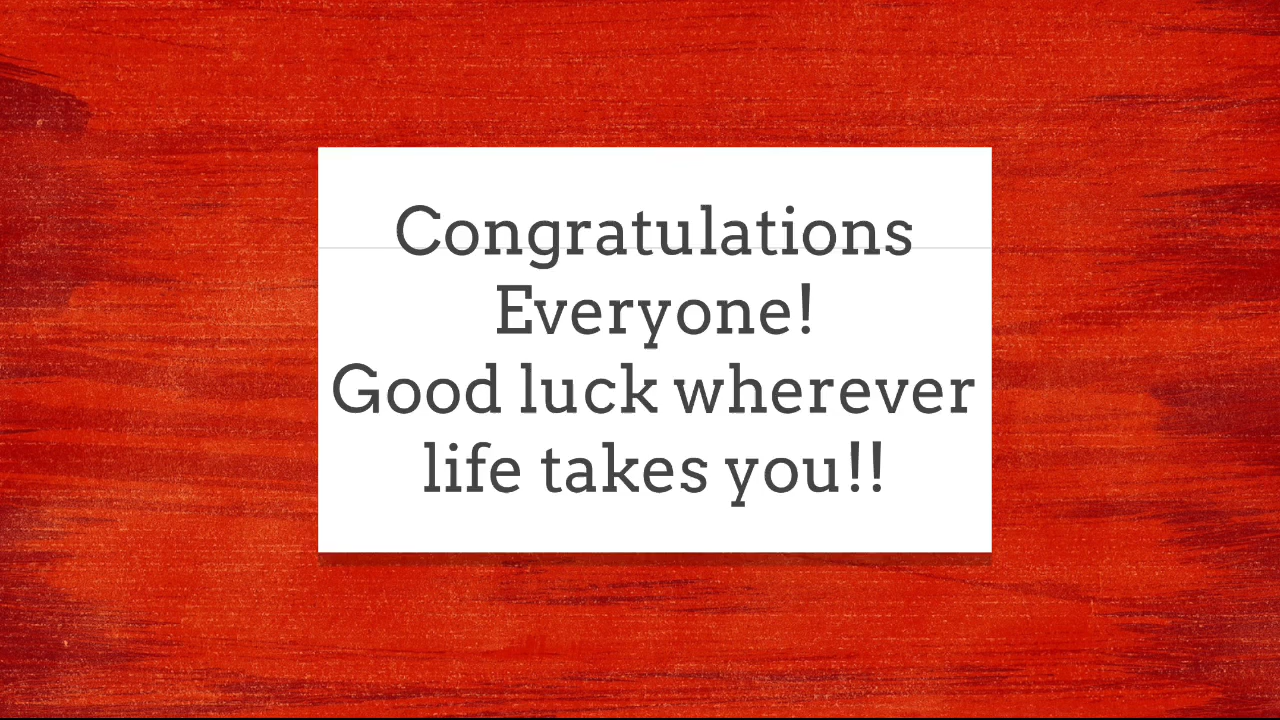 Congratulations
Everyone!
Good luck wherever
life takes you!!